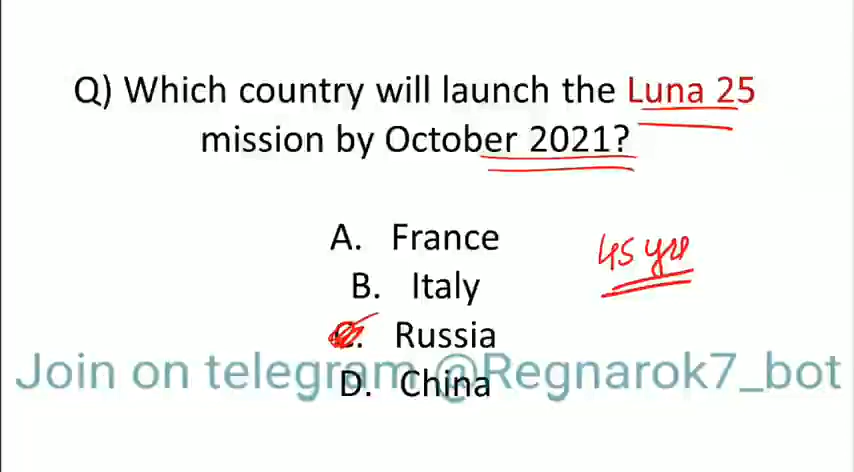 Q) Which country will launch the Luna 25
mission by October 2021?
A. France
45 yrs
B. Italy
C. Russia
Join on telegram @Regnarok7_bot
D. China